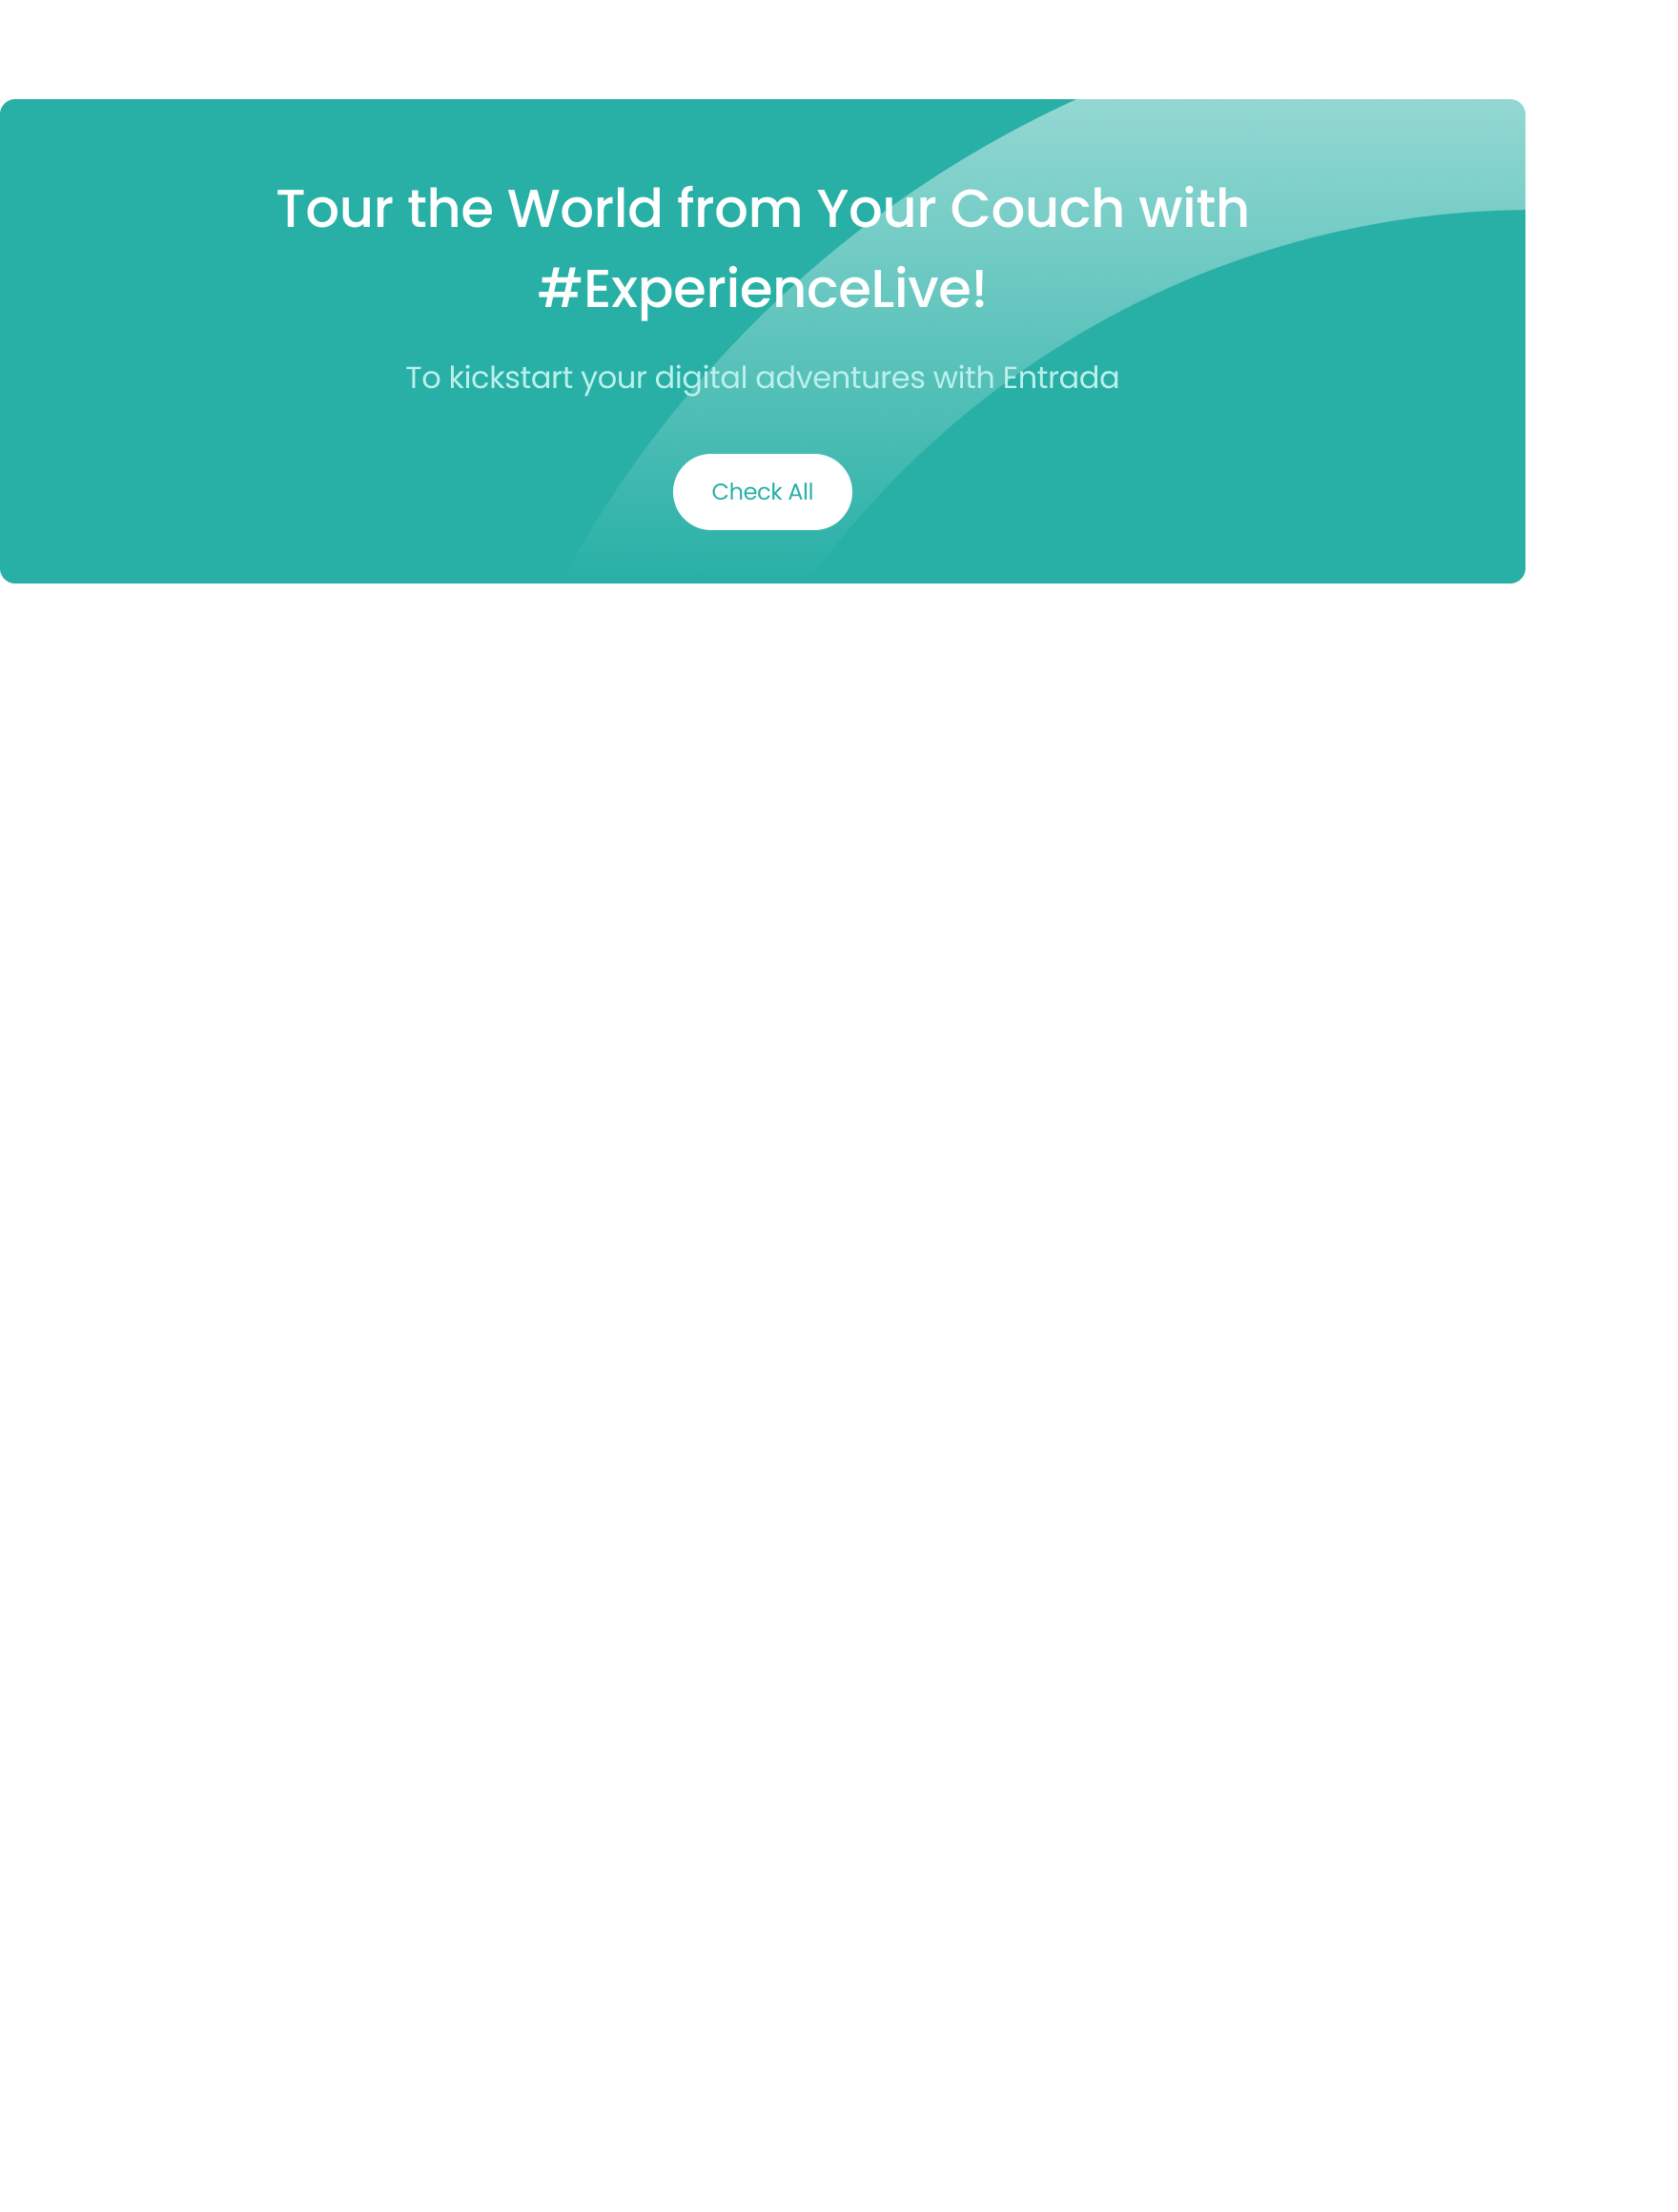 Tour the World from Your Couch with
#ExperienceLive!
To kickstart your digital adventures with Entrada
Check All